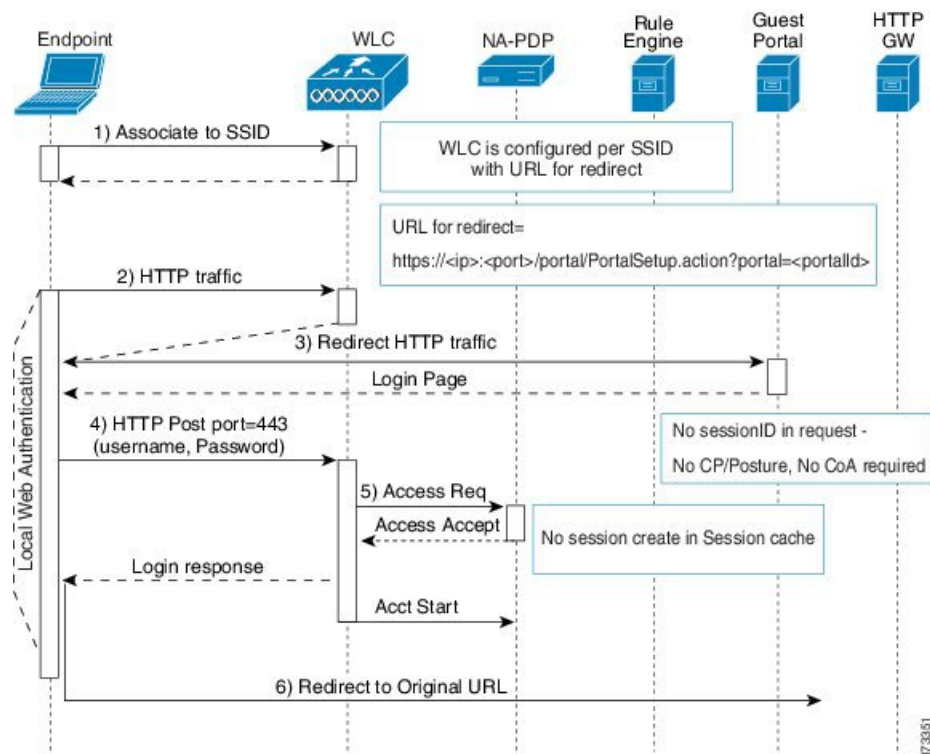 Endpoint
WLC
NA-PDP
Rule
Engine
Guest
Portal
HTTP
GW
1) Associate to SSID
WLC is configured per SSID
with URL for redirect
URL for redirect=
https://<ip>:<port>/portal/PortalSetup.action?portal=<portalId>
2) HTTP traffic
3) Redirect HTTP traffic
Login Page
Local Web Authentication
4) HTTP Post port=443
(username, Password)
No sessionID in request -
No CP/Posture, No CoA required
5) Access Req
Access Accept
No session create in Session cache
Login response
Acct Start
6) Redirect to Original URL